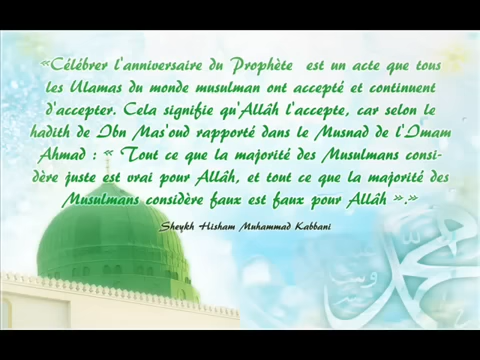 «Célébrer l'anniversaire du Prophète est un acte que tous
les Ulamas du monde musulman ont accepté et continuent
d'accepter. Cela signifie qu'Allâh l'accepte, car selon le
hadith de Ibn Mas'oud rapporté dans le Musnad de l'Imam
Ahmad : « Tout ce que la majorité des Musulmans consi-
dère juste est vrai pour Allâh, et tout ce que la majorité des
Musulmans considère faux est faux pour Allâh ».»
Sheykh Hisham Muhammad Kabbani
محمد